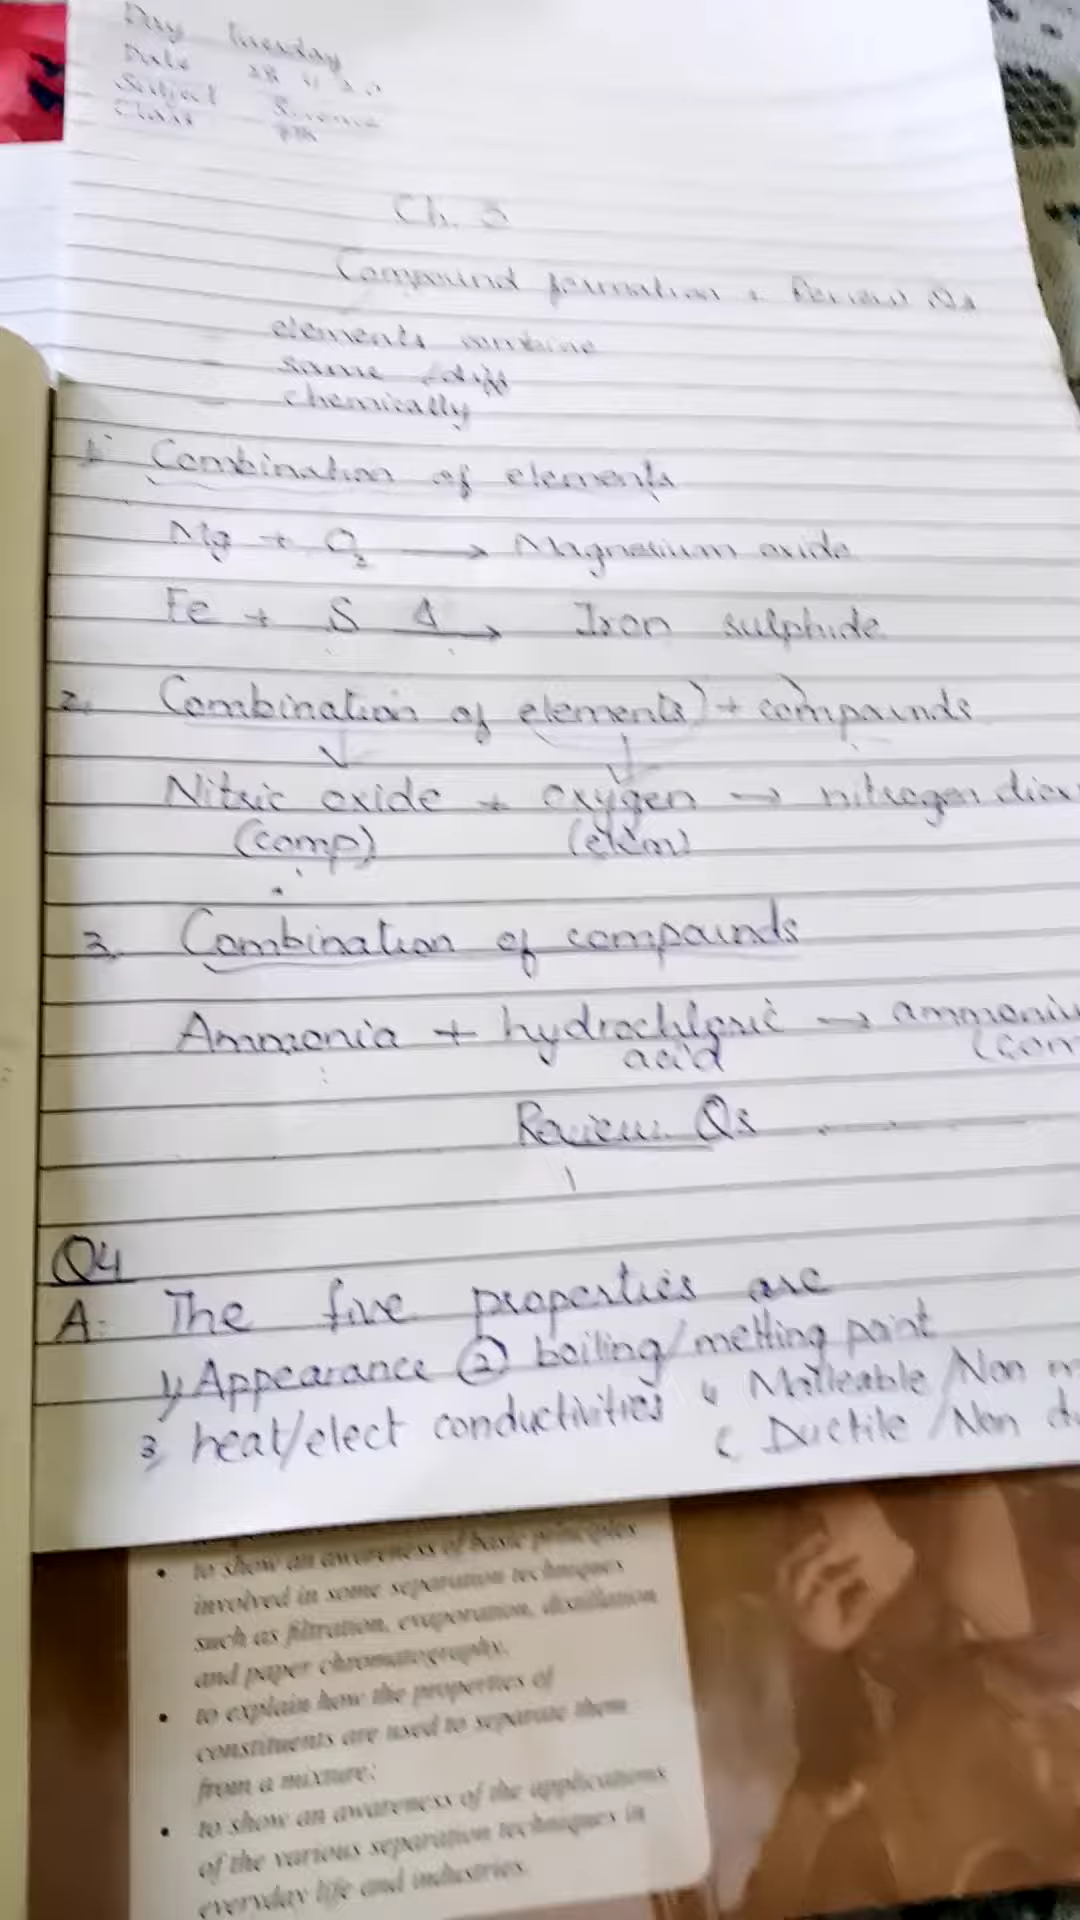 Day Tuesday
Date
Subject Science
Class
Ch. 3
Compound formation + Review Qs
elements combine
same / diff
chemically
1. Combination of elements
Mg + O₂ → Magnesium oxide
Fe + S Δ → Iron sulphide
2. Combination of elements + compounds
Nitric oxide + oxygen → nitrogen diox
(comp) (elem)
3. Combination of compounds
Ammonia + hydrochloric → ammoniu
acid (com
Review Qs
Q4
A. The five properties are
1) Appearance ② boiling/melting point
3, heat/elect conductivities 4 Malleable/Non m
Ductile/Non du
• to show an awareness of basic principles
involved in some separation techniques
such as filtration, evaporation, distillation
and paper chromatography.
• to explain how the properties of
constituents are used to separate them
from a mixture;
• to show an awareness of the applications
of the various separation techniques in
everyday life and industries.